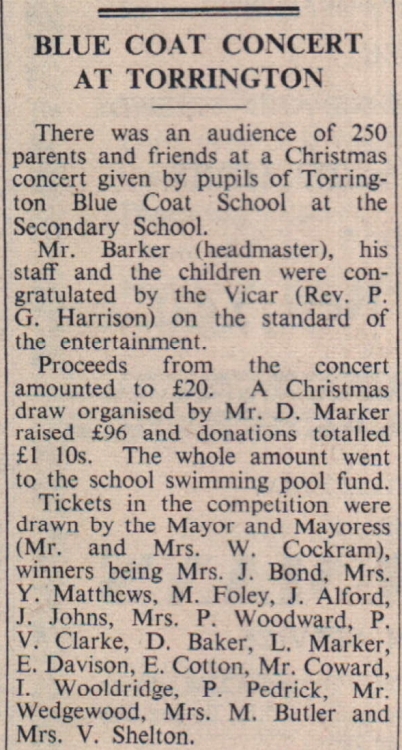 BLUE COAT CONCERT
AT TORRINGTON
There was an audience of 250
parents and friends at a Christmas
concert given by pupils of Torring-
ton Blue Coat School at the
Secondary School.
Mr. Barker (headmaster), his
staff and the children were con-
gratulated by the Vicar (Rev. P.
G. Harrison) on the standard of
the entertainment.
Proceeds from the concert
amounted to £20. A Christmas
draw organised by Mr. D. Marker
raised £96 and donations totalled
£1 10s. The whole amount went
to the school swimming pool fund.
Tickets in the competition were
drawn by the Mayor and Mayoress
(Mr. and Mrs. W. Cockram),
winners being Mrs. J. Bond, Mrs.
Y. Matthews, M. Foley, J. Alford,
J. Johns, Mrs. P. Woodward, P.
V. Clarke, D. Baker, L. Marker,
E. Davison, E. Cotton, Mr. Coward,
I. Wooldridge, P. Pedrick, Mr.
Wedgewood, Mrs. M. Butler and
Mrs. V. Shelton.